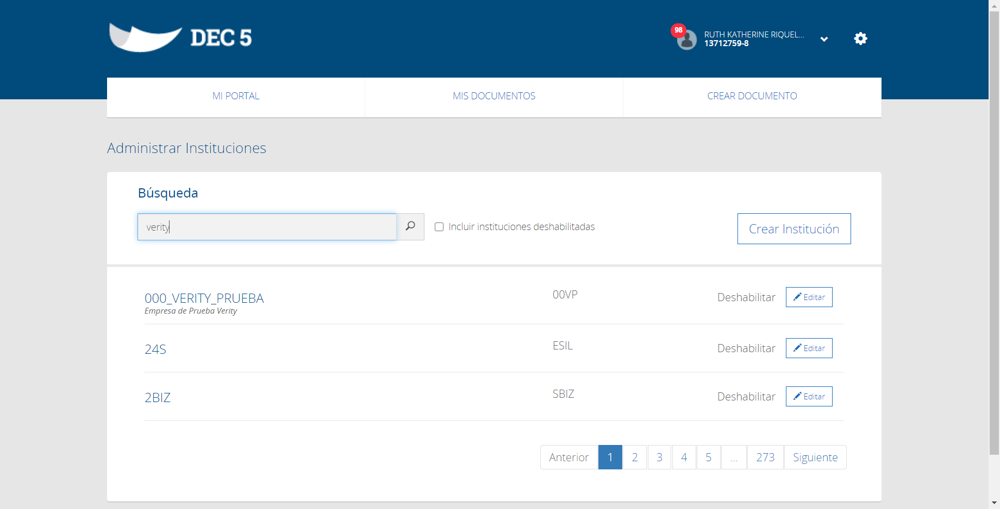 DEC 5
98
RUTH KATHERINE RIQUEL...
13712759-8
MI PORTAL
MIS DOCUMENTOS
CREAR DOCUMENTO
Administrar Instituciones
Búsqueda
verity
Incluir instituciones deshabilitadas
Crear Institución
000_VERITY_PRUEBA
Empresa de Prueba Verity
00VP
Deshabilitar
Editar
24S
ESIL
Deshabilitar
Editar
2BIZ
SBIZ
Deshabilitar
Editar
Anterior 1 2 3 4 5 ... 273 Siguiente